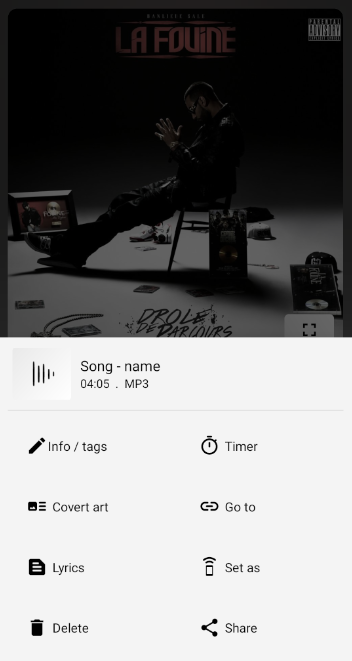 LA FOUINE
PARENTAL
ADVISORY
DRÔLE
DE PARCOURS
Song - name
04:05 . MP3
Info / tags
Timer
Covert art
Go to
Lyrics
Set as
Delete
Share